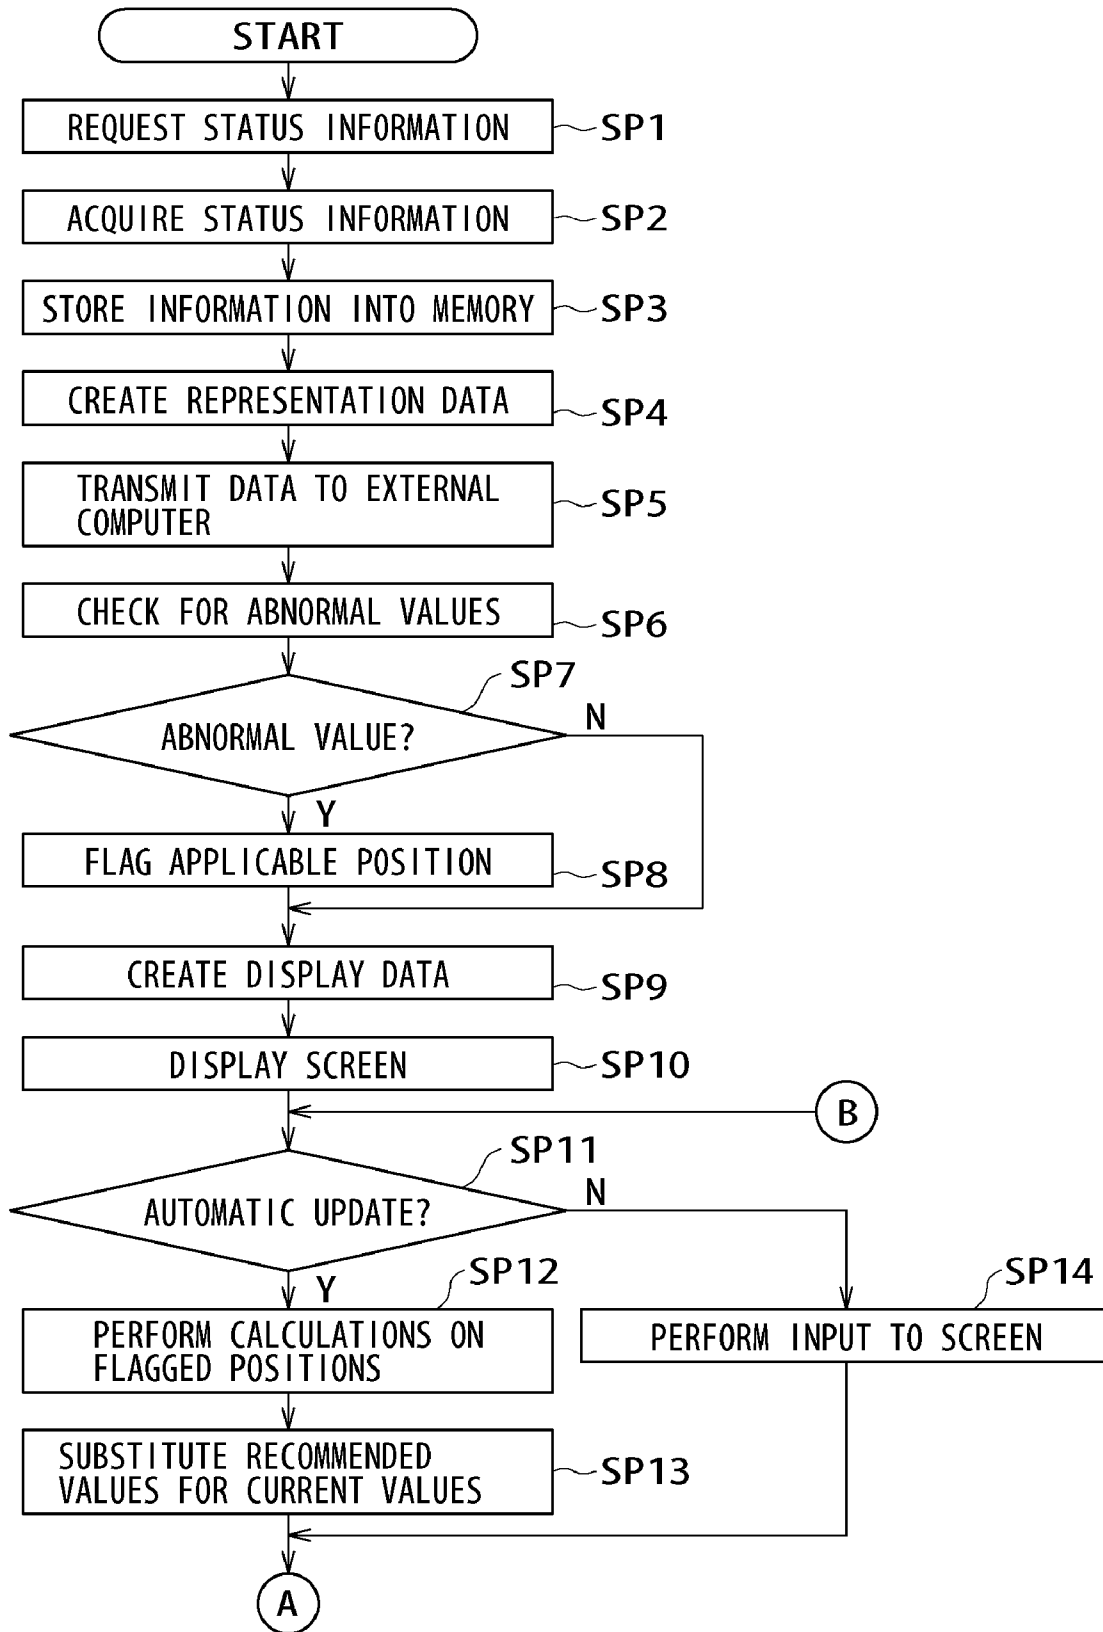 START
REQUEST STATUS INFORMATION
SP1
ACQUIRE STATUS INFORMATION
SP2
STORE INFORMATION INTO MEMORY
SP3
CREATE REPRESENTATION DATA
SP4
TRANSMIT DATA TO EXTERNAL
COMPUTER
SP5
CHECK FOR ABNORMAL VALUES
SP6
SP7
ABNORMAL VALUE?
N
Y
FLAG APPLICABLE POSITION
SP8
CREATE DISPLAY DATA
SP9
DISPLAY SCREEN
SP10
B
SP11
AUTOMATIC UPDATE?
N
Y
SP12
PERFORM CALCULATIONS ON
FLAGGED POSITIONS
SP14
PERFORM INPUT TO SCREEN
SUBSTITUTE RECOMMENDED
VALUES FOR CURRENT VALUES
SP13
A